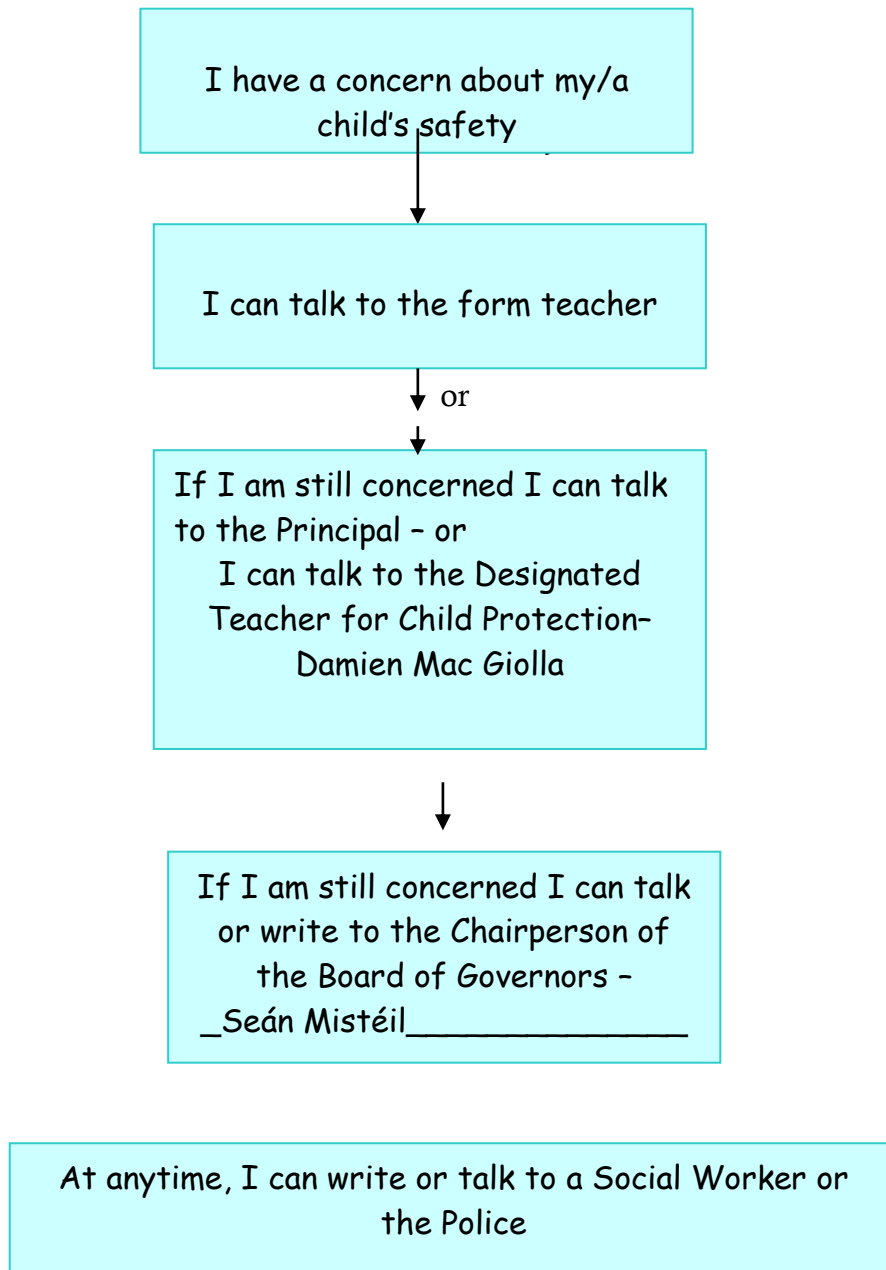 I have a concern about my/a
child's safety
I can talk to the form teacher
or
If I am still concerned I can talk
to the Principal – or
I can talk to the Designated
Teacher for Child Protection–
Damien Mac Giolla
If I am still concerned I can talk
or write to the Chairperson of
the Board of Governors –
_Seán Mistéil______________
At anytime, I can write or talk to a Social Worker or
the Police